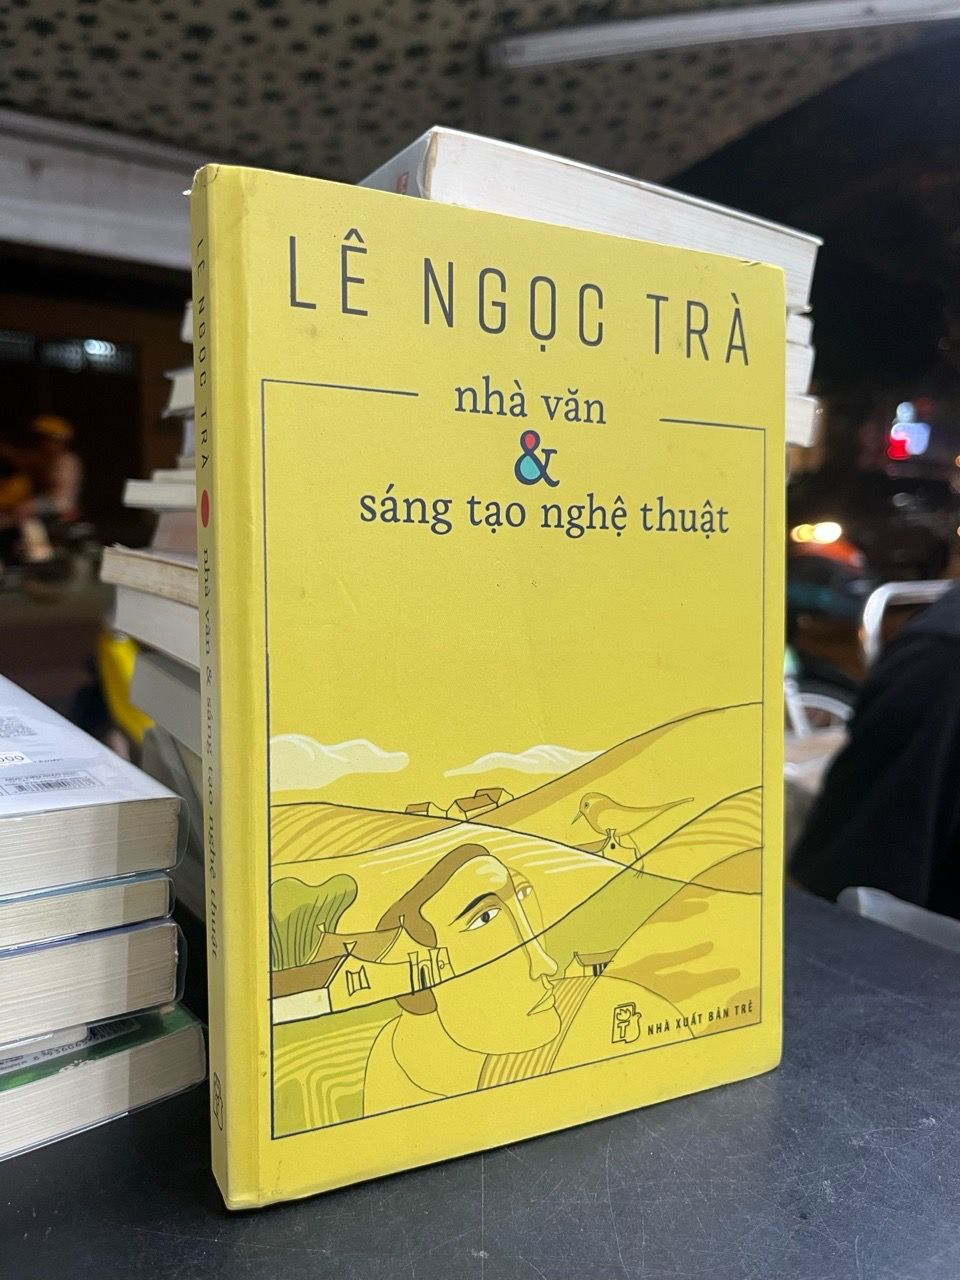 LÊ NGỌC TRÀ
nhà văn
&
sáng tạo nghệ thuật
NHÀ XUẤT BẢN TRẺ
LÊ NGỌC TRÀ nhà văn & sáng tạo nghệ thuật